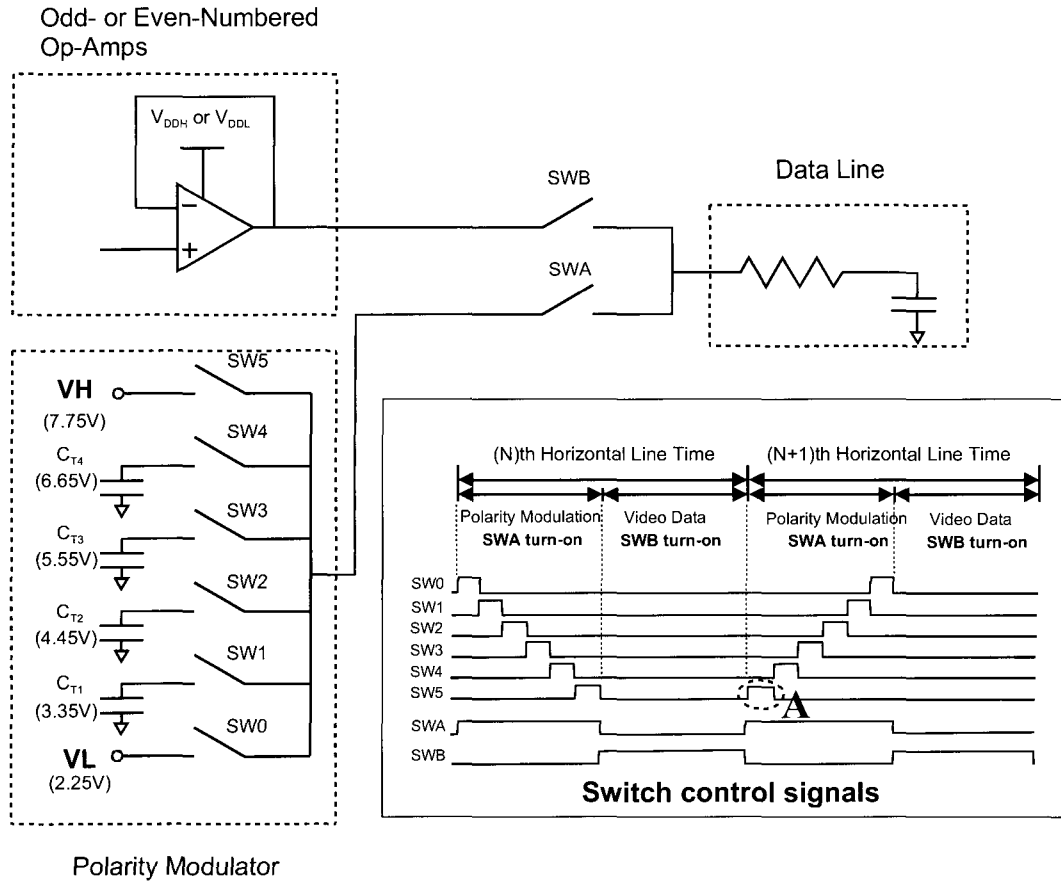 Odd- or Even-Numbered
Op-Amps
V_DDH or V_DDL
−
+
SWB
SWA
Data Line
SW5
VH
(7.75V)
SW4
C_T4
(6.65V)
SW3
C_T3
(5.55V)
SW2
C_T2
(4.45V)
SW1
C_T1
(3.35V)
SW0
VL
(2.25V)
Polarity Modulator
(N)th Horizontal Line Time
(N+1)th Horizontal Line Time
Polarity Modulation
SWA turn-on
Video Data
SWB turn-on
Polarity Modulation
SWA turn-on
Video Data
SWB turn-on
SW0
SW1
SW2
SW3
SW4
SW5
A
SWA
SWB
Switch control signals